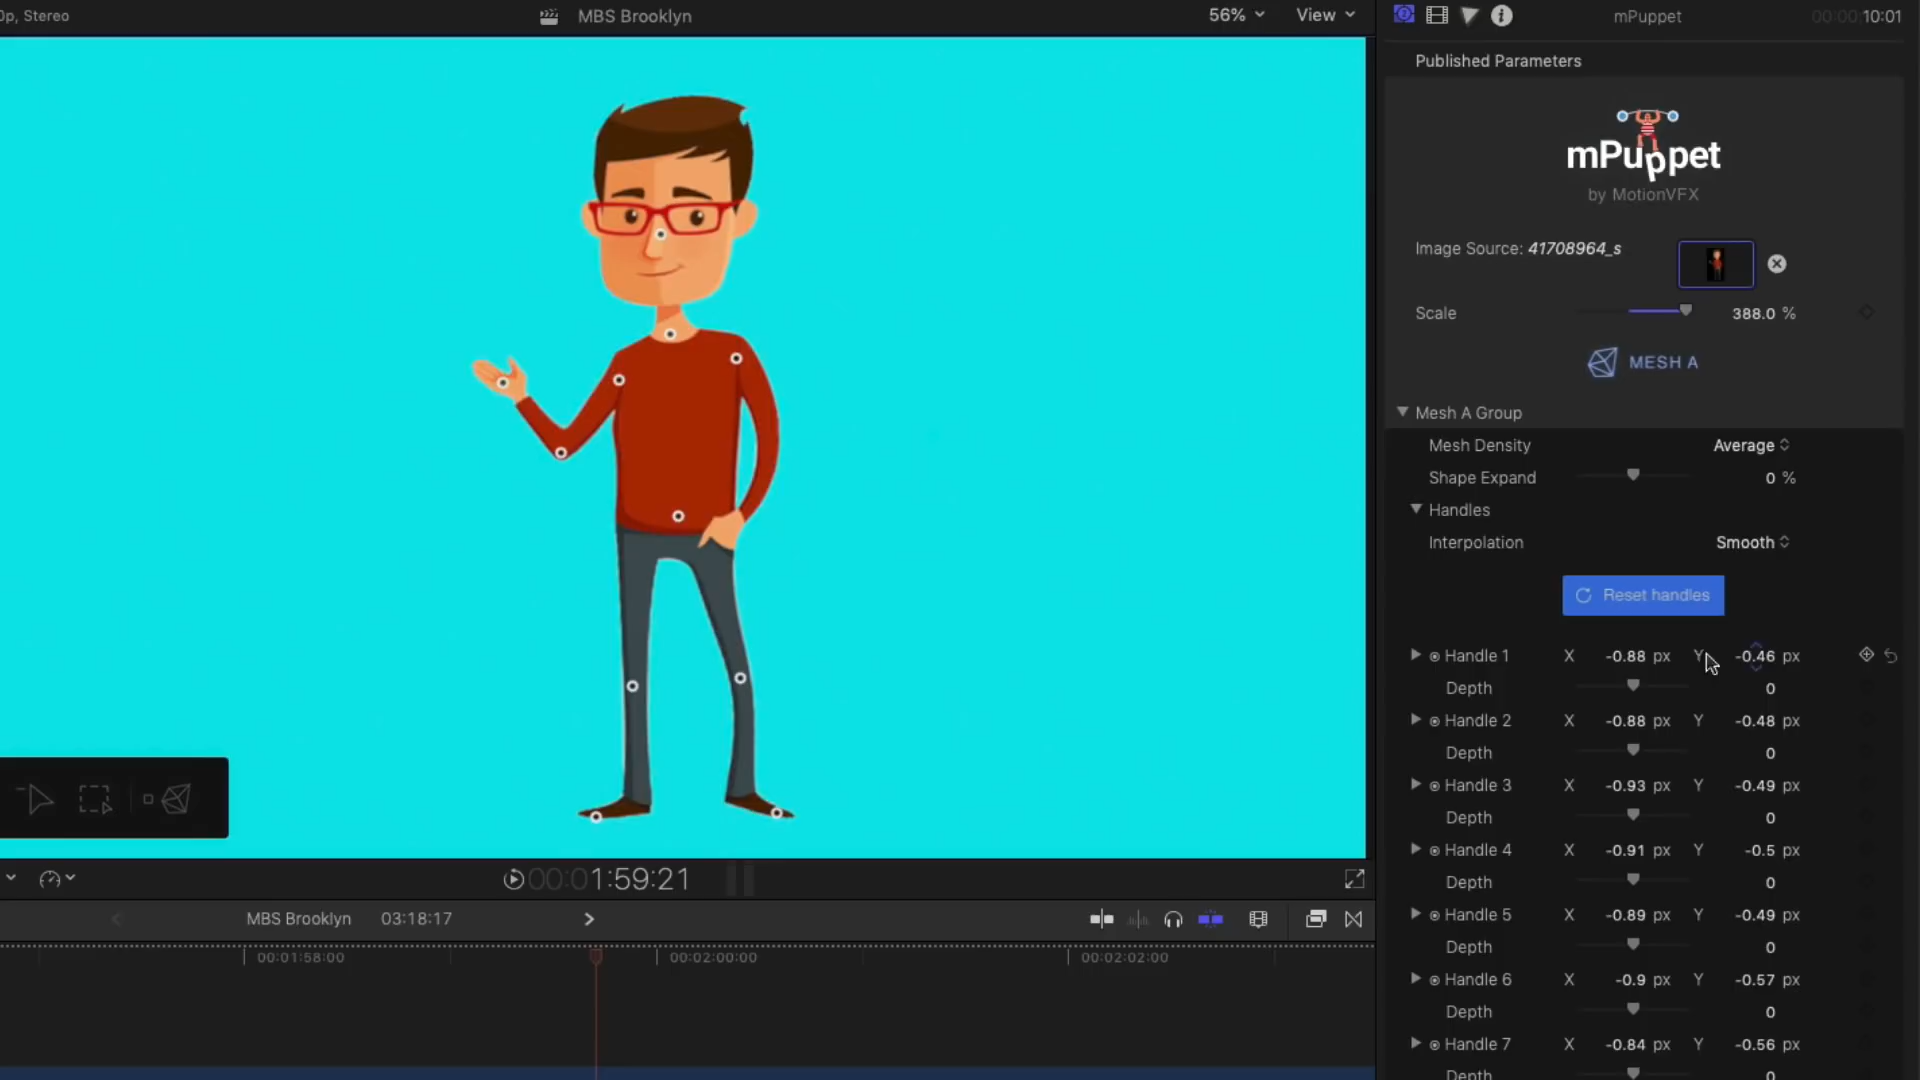 0p, Stereo
MBS Brooklyn
56%
View
mPuppet
00:00:10:01
Published Parameters
mPuppet
by MotionVFX
Image Source: 41708964_s
Scale
388.0 %
MESH A
Mesh A Group
Mesh Density
Average
Shape Expand
0 %
Handles
Interpolation
Smooth
Reset handles
Handle 1 X -0.88 px Y -0.46 px
Depth 0
Handle 2 X -0.88 px Y -0.48 px
Depth 0
Handle 3 X -0.93 px Y -0.49 px
Depth 0
Handle 4 X -0.91 px Y -0.5 px
Depth 0
Handle 5 X -0.89 px Y -0.49 px
Depth 0
Handle 6 X -0.9 px Y -0.57 px
Depth 0
Handle 7 X -0.84 px Y -0.56 px
Depth 0
00:01:59:21
MBS Brooklyn
03:18:17
00:01:58:00
00:02:00:00
00:02:02:00